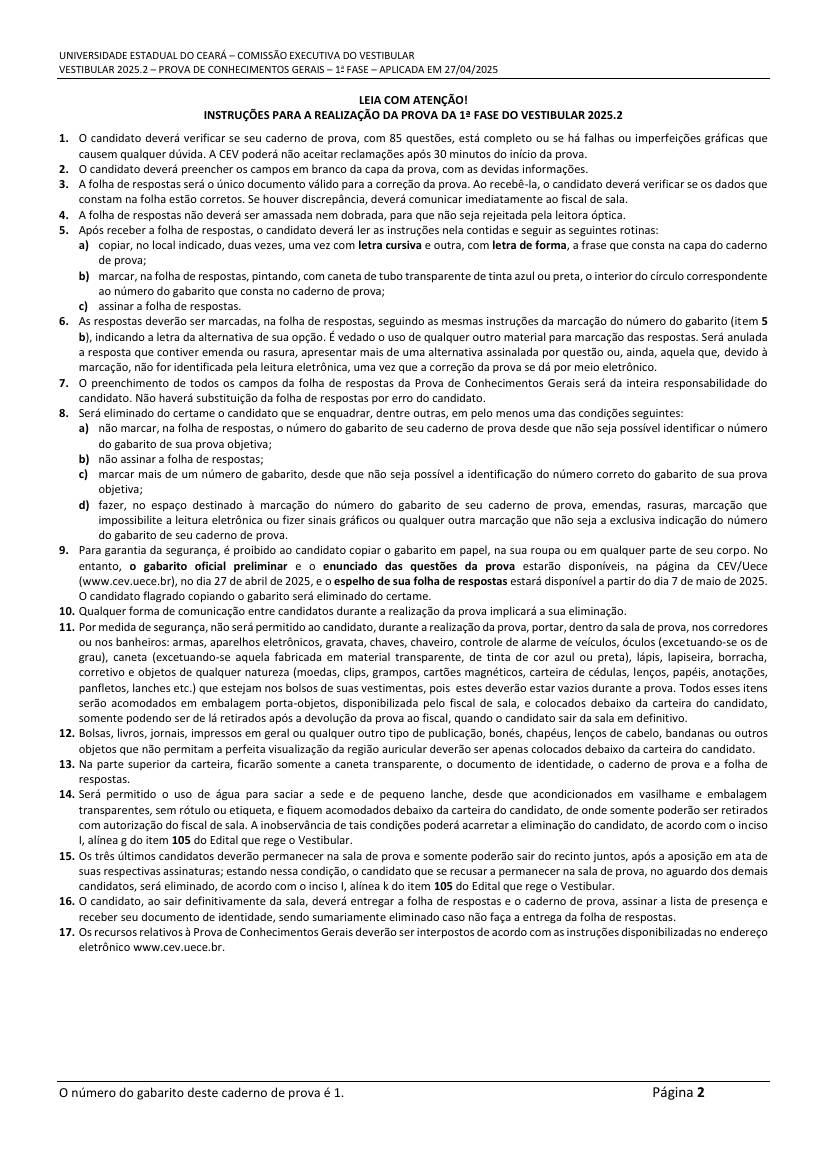 UNIVERSIDADE ESTADUAL DO CEARÁ – COMISSÃO EXECUTIVA DO VESTIBULAR
VESTIBULAR 2025.2 – PROVA DE CONHECIMENTOS GERAIS – 1ª FASE – APLICADA EM 27/04/2025
LEIA COM ATENÇÃO!
INSTRUÇÕES PARA A REALIZAÇÃO DA PROVA DA 1ª FASE DO VESTIBULAR 2025.2
1. O candidato deverá verificar se seu caderno de prova, com 85 questões, está completo ou se há falhas ou imperfeições gráficas que
causem qualquer dúvida. A CEV poderá não aceitar reclamações após 30 minutos do início da prova.
2. O candidato deverá preencher os campos em branco da capa da prova, com as devidas informações.
3. A folha de respostas será o único documento válido para a correção da prova. Ao recebê-la, o candidato deverá verificar se os dados que
constam na folha estão corretos. Se houver discrepância, deverá comunicar imediatamente ao fiscal de sala.
4. A folha de respostas não deverá ser amassada nem dobrada, para que não seja rejeitada pela leitora óptica.
5. Após receber a folha de respostas, o candidato deverá ler as instruções nela contidas e seguir as seguintes rotinas:
a) copiar, no local indicado, duas vezes, uma vez com letra cursiva e outra, com letra de forma, a frase que consta na capa do caderno
de prova;
b) marcar, na folha de respostas, pintando, com caneta de tubo transparente de tinta azul ou preta, o interior do círculo correspondente
ao número do gabarito que consta no caderno de prova;
c) assinar a folha de respostas.
6. As respostas deverão ser marcadas, na folha de respostas, seguindo as mesmas instruções da marcação do número do gabarito (item 5
b), indicando a letra da alternativa de sua opção. É vedado o uso de qualquer outro material para marcação das respostas. Será anulada
a resposta que contiver emenda ou rasura, apresentar mais de uma alternativa assinalada por questão ou, ainda, aquela que, devido à
marcação, não for identificada pela leitura eletrônica, uma vez que a correção da prova se dá por meio eletrônico.
7. O preenchimento de todos os campos da folha de respostas da Prova de Conhecimentos Gerais será da inteira responsabilidade do
candidato. Não haverá substituição da folha de respostas por erro do candidato.
8. Será eliminado do certame o candidato que se enquadrar, dentre outras, em pelo menos uma das condições seguintes:
a) não marcar, na folha de respostas, o número do gabarito de seu caderno de prova desde que não seja possível identificar o número
do gabarito de sua prova objetiva;
b) não assinar a folha de respostas;
c) marcar mais de um número de gabarito, desde que não seja possível a identificação do número correto do gabarito de sua prova
objetiva;
d) fazer, no espaço destinado à marcação do número do gabarito de seu caderno de prova, emendas, rasuras, marcação que
impossibilite a leitura eletrônica ou fizer sinais gráficos ou qualquer outra marcação que não seja a exclusiva indicação do número
do gabarito de seu caderno de prova.
9. Para garantia da segurança, é proibido ao candidato copiar o gabarito em papel, na sua roupa ou em qualquer parte de seu corpo. No
entanto, o gabarito oficial preliminar e o enunciado das questões da prova estarão disponíveis, na página da CEV/Uece
(www.cev.uece.br), no dia 27 de abril de 2025, e o espelho de sua folha de respostas estará disponível a partir do dia 7 de maio de 2025.
O candidato flagrado copiando o gabarito será eliminado do certame.
10. Qualquer forma de comunicação entre candidatos durante a realização da prova implicará a sua eliminação.
11. Por medida de segurança, não será permitido ao candidato, durante a realização da prova, portar, dentro da sala de prova, nos corredores
ou nos banheiros: armas, aparelhos eletrônicos, gravata, chaves, chaveiro, controle de alarme de veículos, óculos (excetuando-se os de
grau), caneta (excetuando-se aquela fabricada em material transparente, de tinta de cor azul ou preta), lápis, lapiseira, borracha,
corretivo e objetos de qualquer natureza (moedas, clips, grampos, cartões magnéticos, carteira de cédulas, lenços, papéis, anotações,
panfletos, lanches etc.) que estejam nos bolsos de suas vestimentas, pois estes deverão estar vazios durante a prova. Todos esses itens
serão acomodados em embalagem porta-objetos, disponibilizada pelo fiscal de sala, e colocados debaixo da carteira do candidato,
somente podendo ser de lá retirados após a devolução da prova ao fiscal, quando o candidato sair da sala em definitivo.
12. Bolsas, livros, jornais, impressos em geral ou qualquer outro tipo de publicação, bonés, chapéus, lenços de cabelo, bandanas ou outros
objetos que não permitam a perfeita visualização da região auricular deverão ser apenas colocados debaixo da carteira do candidato.
13. Na parte superior da carteira, ficarão somente a caneta transparente, o documento de identidade, o caderno de prova e a folha de
respostas.
14. Será permitido o uso de água para saciar a sede e de pequeno lanche, desde que acondicionados em vasilhame e embalagem
transparentes, sem rótulo ou etiqueta, e fiquem acomodados debaixo da carteira do candidato, de onde somente poderão ser retirados
com autorização do fiscal de sala. A inobservância de tais condições poderá acarretar a eliminação do candidato, de acordo com o inciso
I, alínea g do item 105 do Edital que rege o Vestibular.
15. Os três últimos candidatos deverão permanecer na sala de prova e somente poderão sair do recinto juntos, após a aposição em ata de
suas respectivas assinaturas; estando nessa condição, o candidato que se recusar a permanecer na sala de prova, no aguardo dos demais
candidatos, será eliminado, de acordo com o inciso I, alínea k do item 105 do Edital que rege o Vestibular.
16. O candidato, ao sair definitivamente da sala, deverá entregar a folha de respostas e o caderno de prova, assinar a lista de presença e
receber seu documento de identidade, sendo sumariamente eliminado caso não faça a entrega da folha de respostas.
17. Os recursos relativos à Prova de Conhecimentos Gerais deverão ser interpostos de acordo com as instruções disponibilizadas no endereço
eletrônico www.cev.uece.br.
O número do gabarito deste caderno de prova é 1.
Página 2